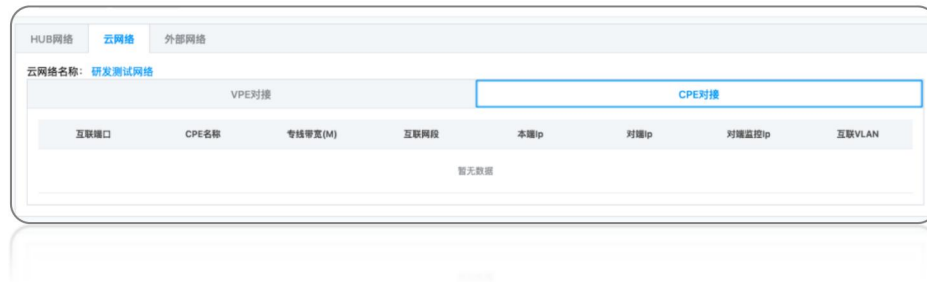 HUB网络 云网络 外部网络
云网络名称: 研发测试网络
VPE对接 CPE对接
互联端口 CPE名称 专线带宽(M) 互联网段 本端Ip 对端Ip 对端监控Ip 互联VLAN
暂无数据